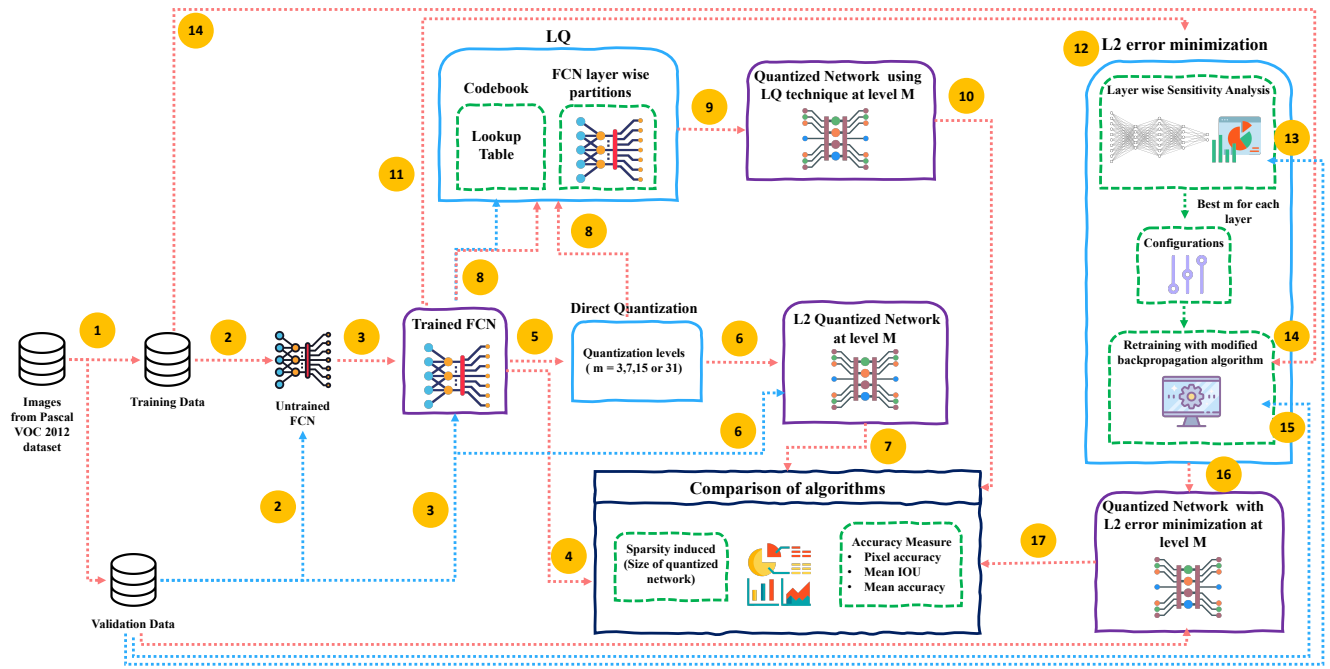 14
LQ
12
L2 error minimization
Codebook
FCN layer wise
partitions
Lookup
Table
9
Quantized Network using
LQ technique at level M
10
Layer wise Sensitivity Analysis
13
11
Best m for each
layer
8
8
Configurations
1
2
3
Trained FCN
5
Direct Quantization
Quantization levels
( m = 3,7,15 or 31)
6
L2 Quantized Network
at level M
14
Retraining with modified
backpropagation algorithm
Images
from Pascal
VOC 2012
dataset
Training Data
Untrained
FCN
6
7
15
2
3
4
Comparison of algorithms
Sparsity induced
(Size of quantized
network)
Accuracy Measure
• Pixel accuracy
• Mean IOU
• Mean accuracy
17
16
Quantized Network with
L2 error minimization at
level M
Validation Data